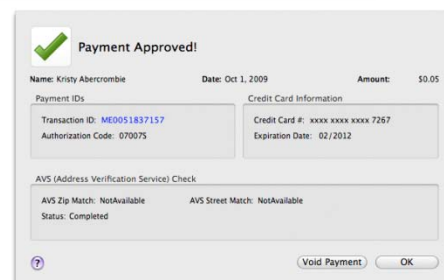 Payment Approved!
Name: Kristy Abercrombie Date: Oct 1, 2009 Amount: $0.05
Payment IDs Credit Card Information
Transaction ID: ME0051837157 Credit Card #: xxxx xxxx xxxx 7267
Authorization Code: 07007S Expiration Date: 02/2012
AVS (Address Verification Service) Check
AVS Zip Match: NotAvailable AVS Street Match: NotAvailable
Status: Completed
? Void Payment OK